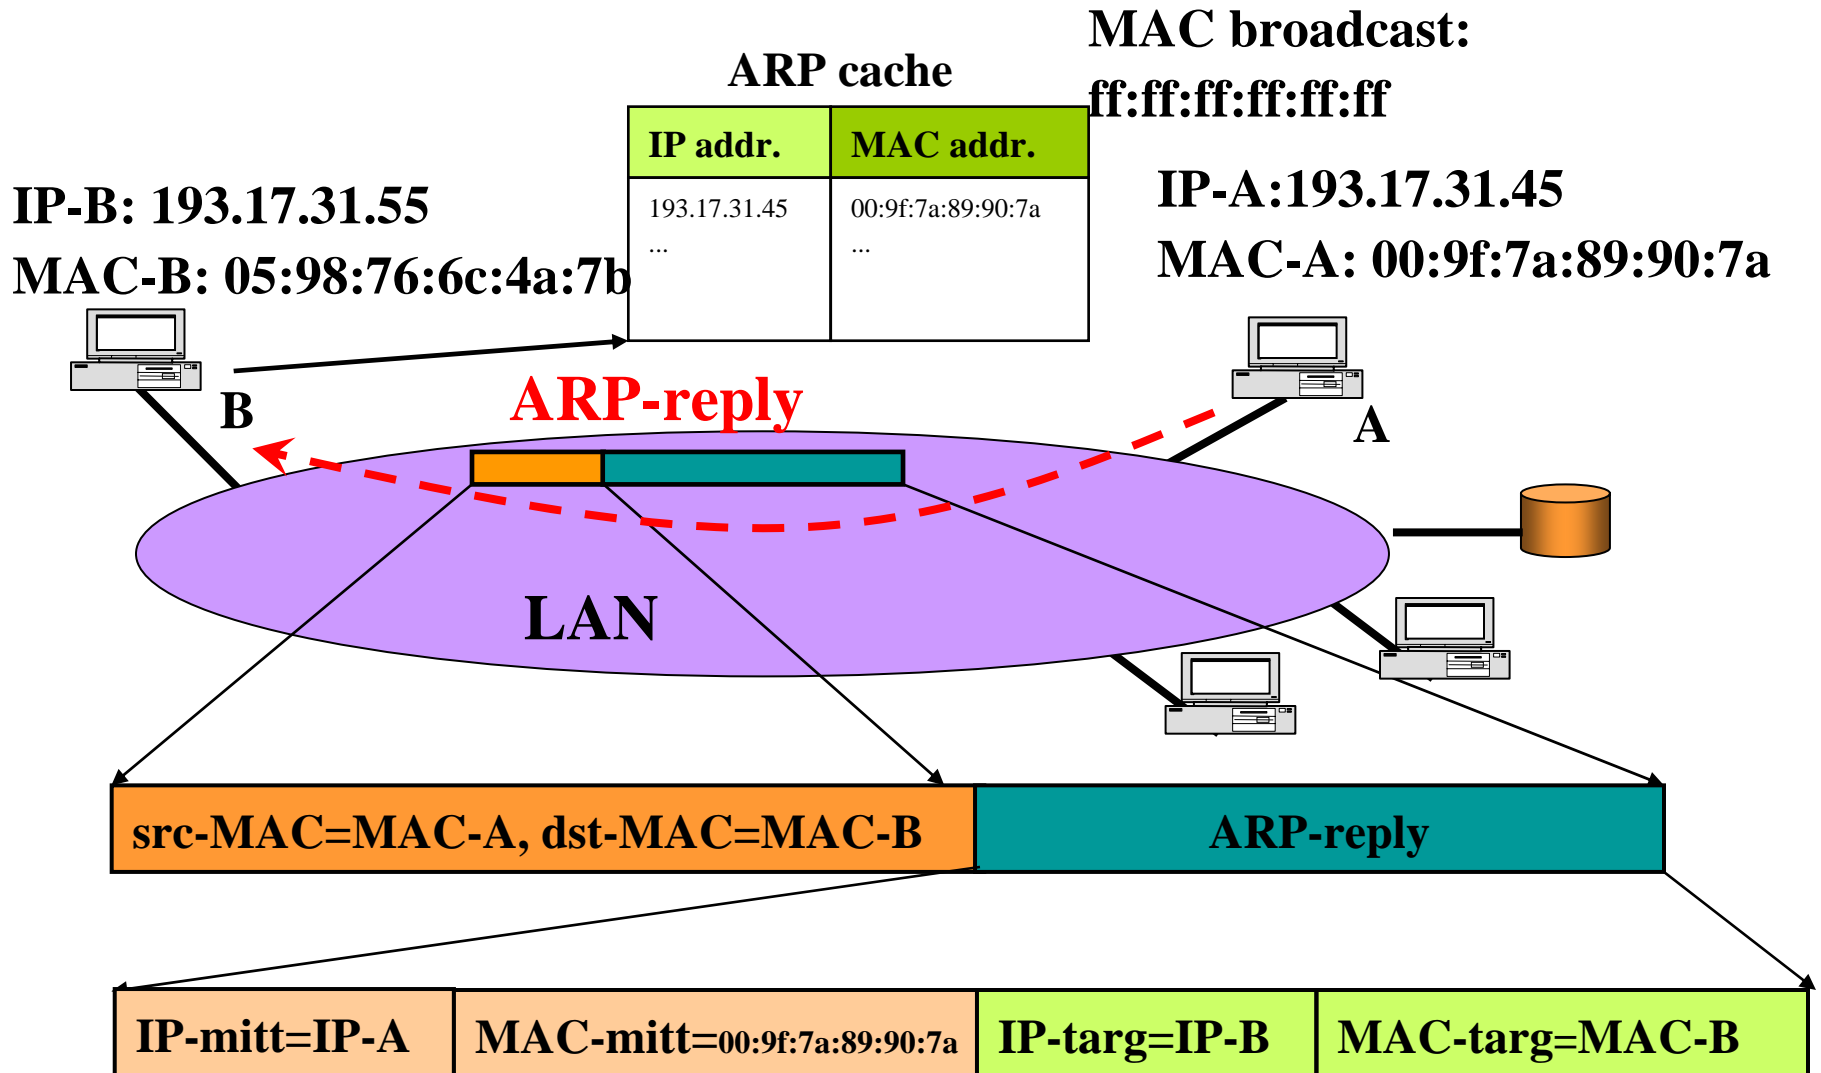 MAC broadcast:
ff:ff:ff:ff:ff:ff
ARP cache
IP addr. MAC addr.
193.17.31.45 00:9f:7a:89:90:7a
... ...
IP-B: 193.17.31.55
MAC-B: 05:98:76:6c:4a:7b
IP-A:193.17.31.45
MAC-A: 00:9f:7a:89:90:7a
B
ARP-reply
A
LAN
src-MAC=MAC-A, dst-MAC=MAC-B ARP-reply
IP-mitt=IP-A MAC-mitt=00:9f:7a:89:90:7a IP-targ=IP-B MAC-targ=MAC-B